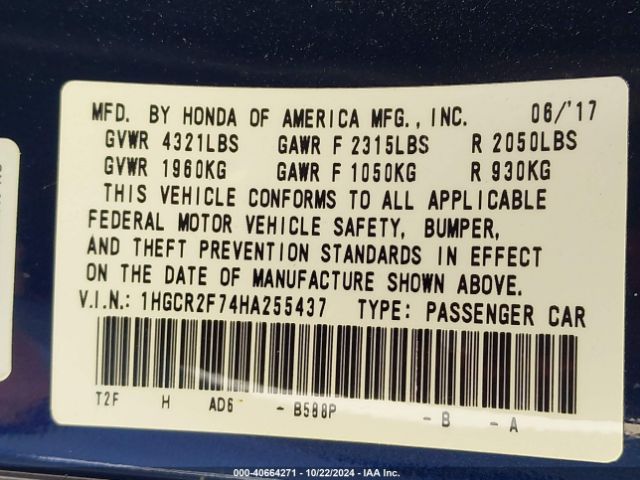 MFD. BY HONDA OF AMERICA MFG., INC. 06/'17
GVWR 4321LBS GAWR F 2315LBS R 2050LBS
GVWR 1960KG GAWR F 1050KG R 930KG
THIS VEHICLE CONFORMS TO ALL APPLICABLE
FEDERAL MOTOR VEHICLE SAFETY, BUMPER,
AND THEFT PREVENTION STANDARDS IN EFFECT
ON THE DATE OF MANUFACTURE SHOWN ABOVE.
V.I.N.: 1HGCR2F74HA255437 TYPE: PASSENGER CAR
T2F H AD6 - B588P - B - A
000-40664271 | 10/22/2024 | IAA Inc.